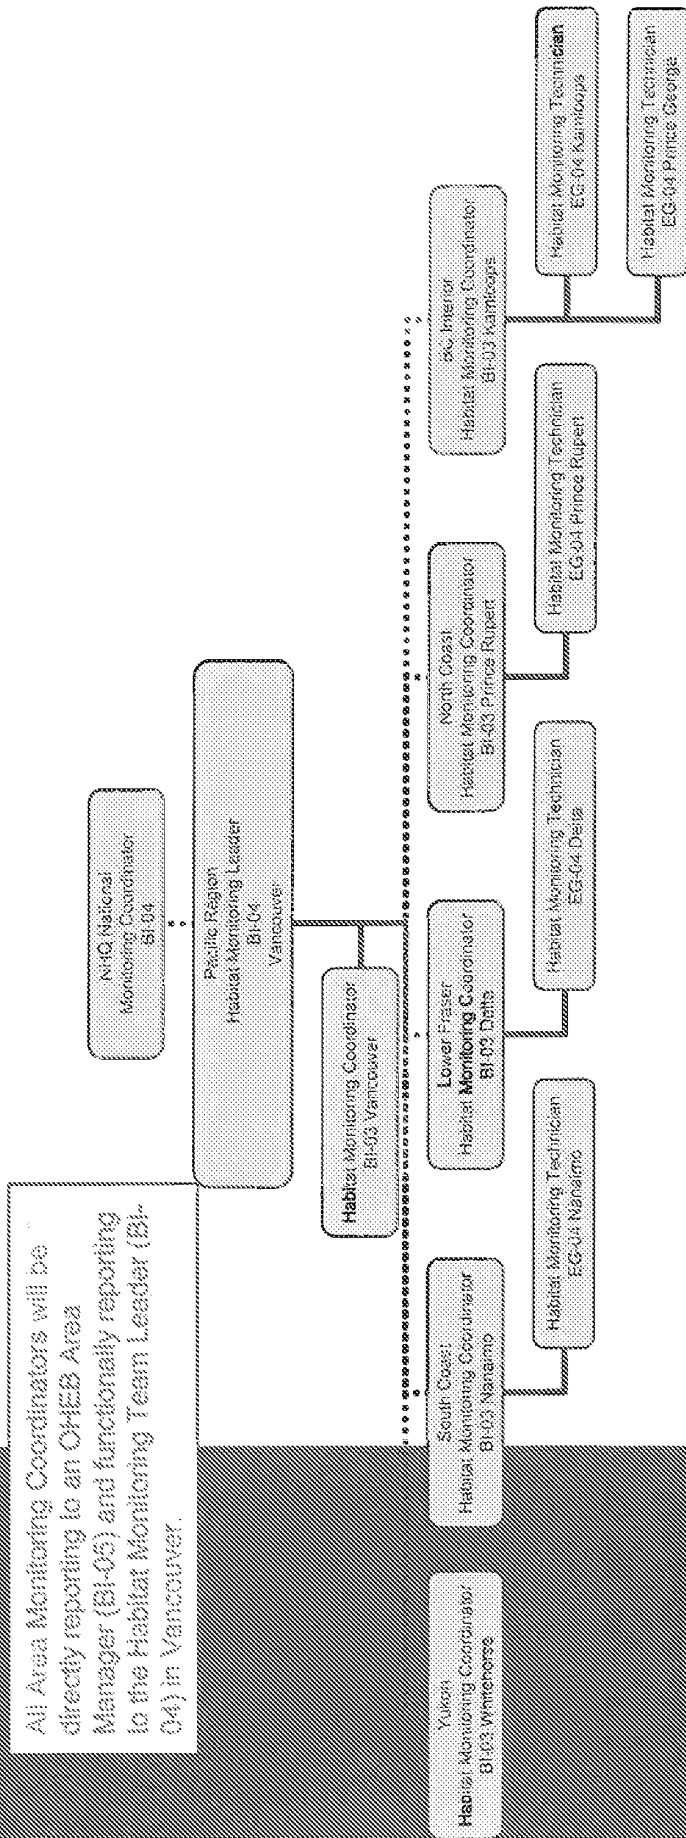 All Area Monitoring Coordinators will be
directly reporting to an OHEB Area
Manager (BI-05) and functionally reporting
to the Habitat Monitoring Team Leader (BI-
04) in Vancouver.
NHQ National
Monitoring Coordinator
BI-04
Pacific Region
Habitat Monitoring Leader
BI-04
Vancouver
Habitat Monitoring Coordinator
BI-03 Vancouver
Yukon
Habitat Monitoring Coordinator
BI-03 Whitehorse
South Coast
Habitat Monitoring Coordinator
BI-03 Nanaimo
Lower Fraser
Habitat Monitoring Coordinator
BI-03 Delta
North Coast
Habitat Monitoring Coordinator
BI-03 Prince Rupert
BC Interior
Habitat Monitoring Coordinator
BI-03 Kamloops
Habitat Monitoring Technician
EG-04 Nanaimo
Habitat Monitoring Technician
EG-04 Delta
Habitat Monitoring Technician
EG-04 Prince Rupert
Habitat Monitoring Technician
EG-04 Kamloops
Habitat Monitoring Technician
EG-04 Prince George